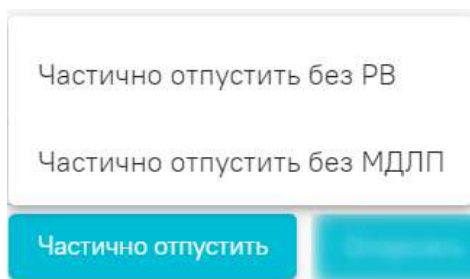 Частично отпустить без РВ
Частично отпустить без МДЛП
Частично отпустить